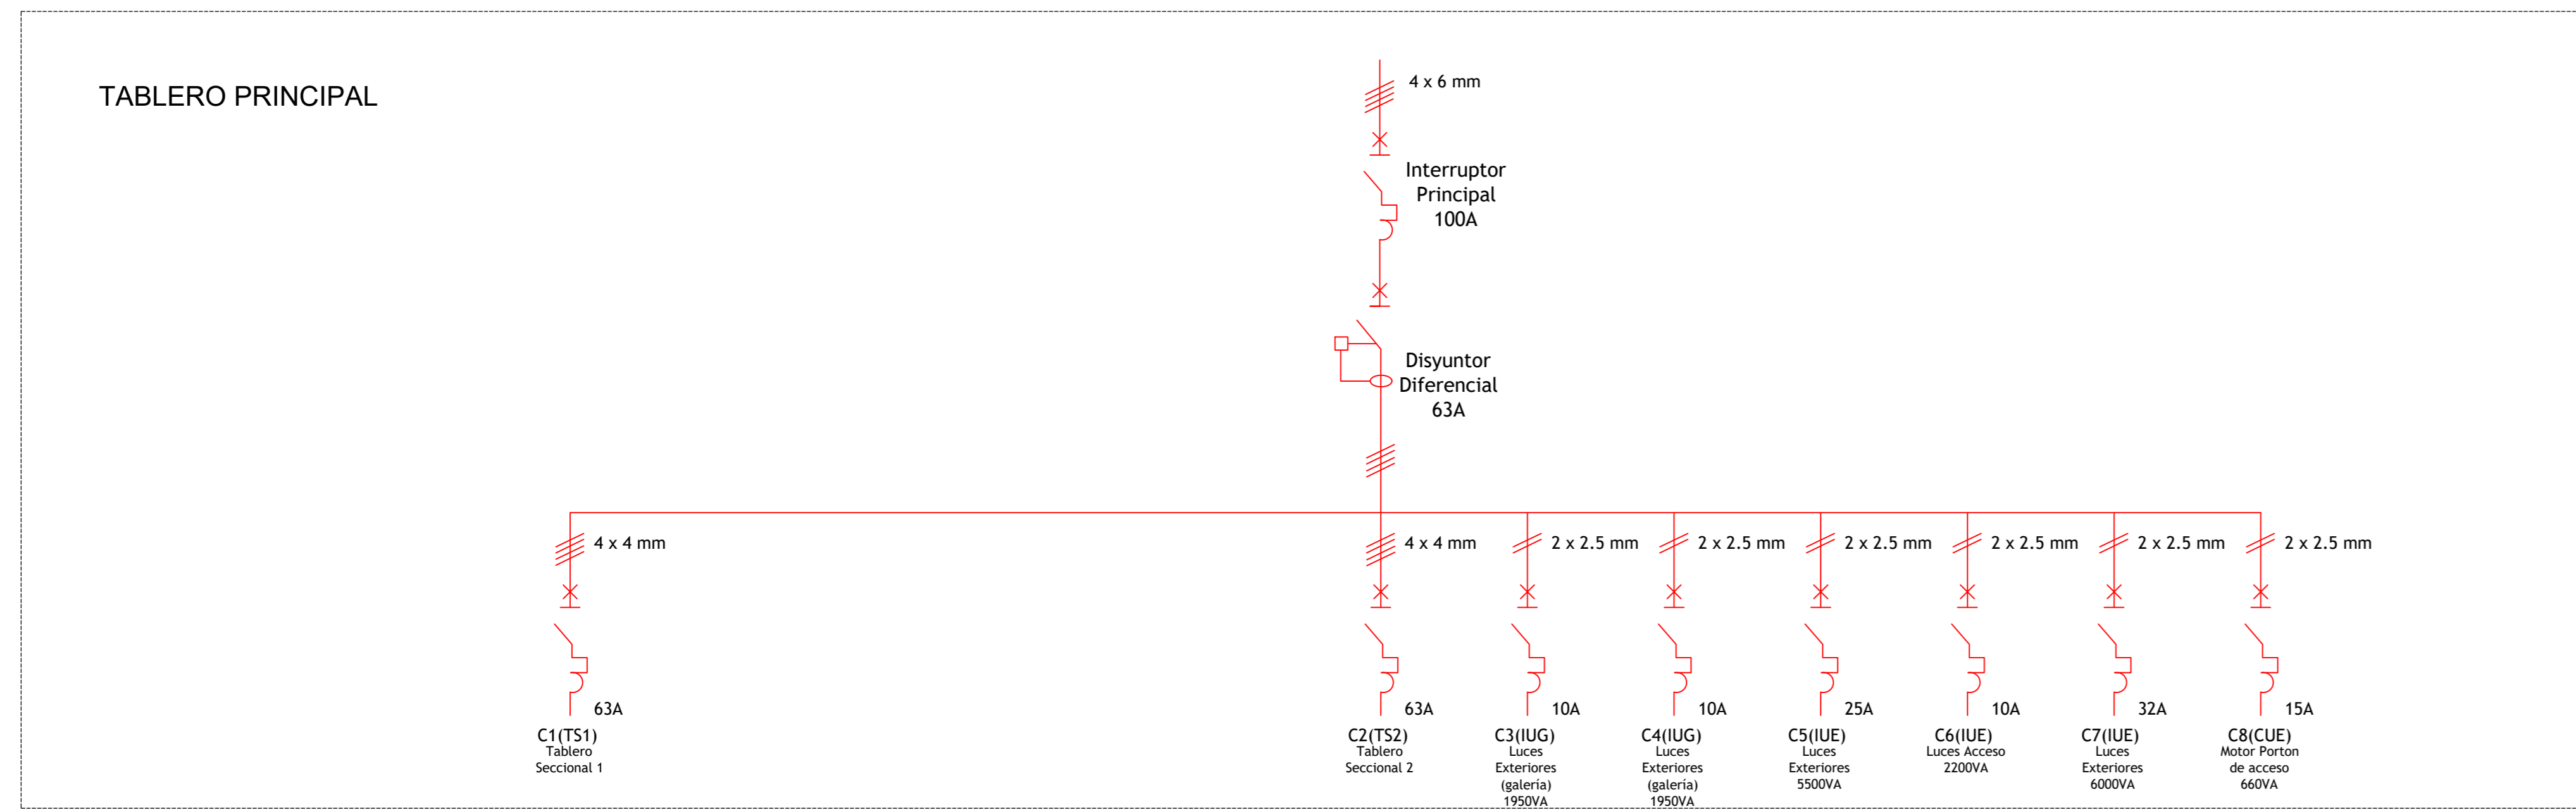 TABLERO PRINCIPAL
4 x 6 mm
Interruptor
Principal
100A
Disyuntor
Diferencial
63A
4 x 4 mm
4 x 4 mm
2 x 2.5 mm
2 x 2.5 mm
2 x 2.5 mm
2 x 2.5 mm
2 x 2.5 mm
2 x 2.5 mm
63A
63A
10A
10A
25A
10A
32A
15A
C1(TS1)
Tablero
Seccional 1
C2(TS2)
Tablero
Seccional 2
C3(IUG)
Luces
Exteriores
(galería)
1950VA
C4(IUG)
Luces
Exteriores
(galería)
1950VA
C5(IUE)
Luces
Exteriores
5500VA
C6(IUE)
Luces Acceso
2200VA
C7(IUE)
Luces
Exteriores
6000VA
C8(CUE)
Motor Porton
de acceso
660VA